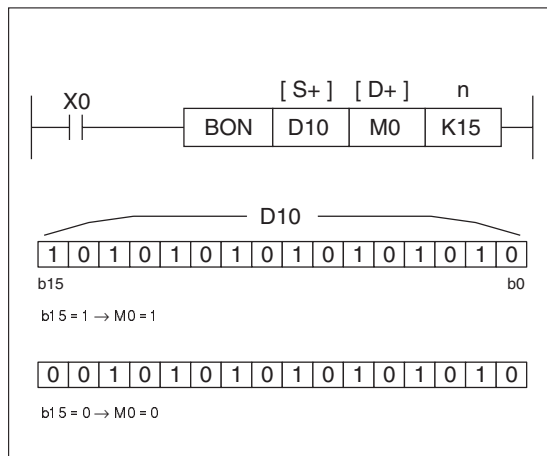 [ S+ ] [ D+ ] n
X0
BON D10 M0 K15
D10
1 0 1 0 1 0 1 0 1 0 1 0 1 0 1 0
b15 b0
b15 = 1 → M0 = 1
0 0 1 0 1 0 1 0 1 0 1 0 1 0 1 0
b15 = 0 → M0 = 0